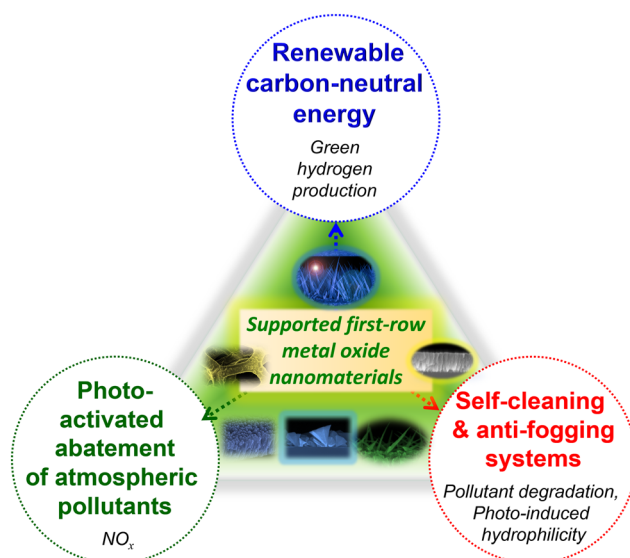 Renewable
carbon-neutral
energy
Green
hydrogen
production
Supported first-row
metal oxide
nanomaterials
Photo-
activated
abatement
of atmospheric
pollutants
NOₓ
Self-cleaning
& anti-fogging
systems
Pollutant degradation,
Photo-induced
hydrophilicity